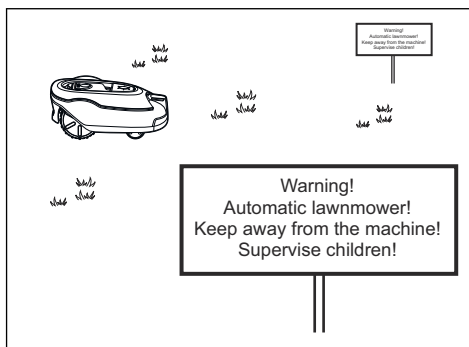 Warning!
Automatic lawnmower!
Keep away from the machine!
Supervise children!
Warning!
Automatic lawnmower!
Keep away from the machine!
Supervise children!